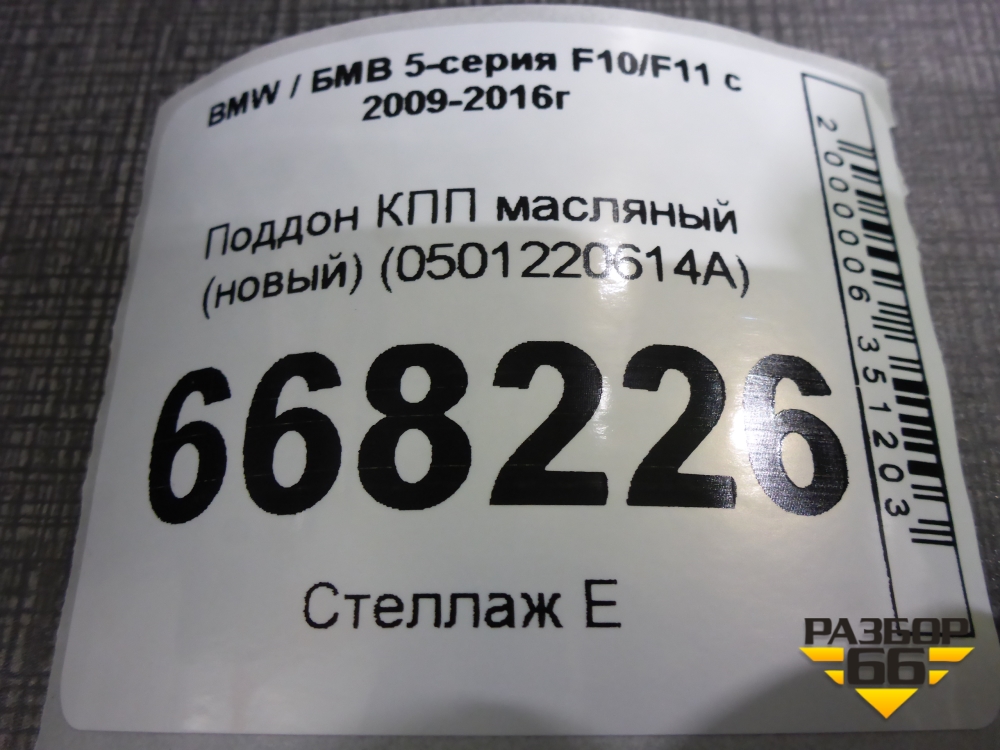 BMW / БМВ 5-серия F10/F11 с
2009-2016г
Поддон КПП масляный
(новый) (0501220614A)
668226
Стеллаж Е
2000006351203
РАЗБОР
66